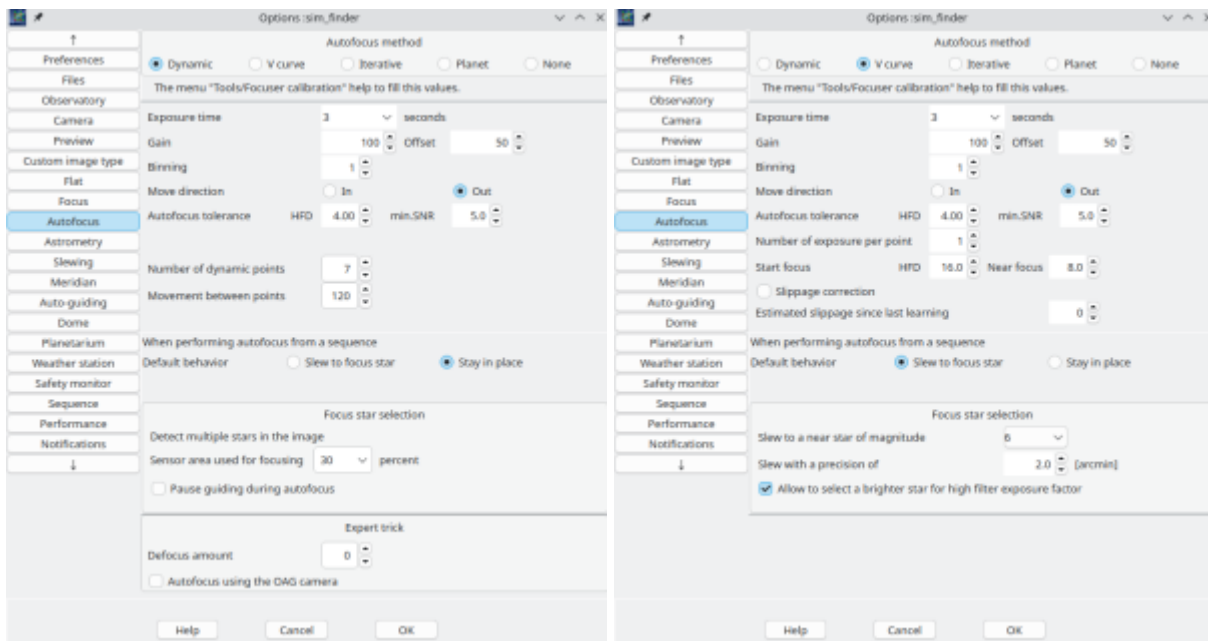 Options :sim_finder
↑
Preferences
Files
Observatory
Camera
Preview
Custom image type
Flat
Focus
Autofocus
Astrometry
Slewing
Meridian
Auto-guiding
Dome
Planetarium
Weather station
Safety monitor
Sequence
Performance
Notifications
↓
Autofocus method
Dynamic V curve Iterative Planet None
The menu "Tools/Focuser calibration" help to fill this values.
Exposure time 3 seconds
Gain 100 Offset 50
Binning 1
Move direction In Out
Autofocus tolerance HFD 4.00 min.SNR 5.0
Number of dynamic points 7
Movement between points 120
When performing autofocus from a sequence
Default behavior Slew to focus star Stay in place
Focus star selection
Detect multiple stars in the image
Sensor area used for focusing 30 percent
Pause guiding during autofocus
Expert trick
Defocus amount 0
Autofocus using the OAG camera
Help Cancel OK
Options :sim_finder
↑
Preferences
Files
Observatory
Camera
Preview
Custom image type
Flat
Focus
Autofocus
Astrometry
Slewing
Meridian
Auto-guiding
Dome
Planetarium
Weather station
Safety monitor
Sequence
Performance
Notifications
↓
Autofocus method
Dynamic V curve Iterative Planet None
The menu "Tools/Focuser calibration" help to fill this values.
Exposure time 3 seconds
Gain 100 Offset 50
Binning 1
Move direction In Out
Autofocus tolerance HFD 4.00 min.SNR 5.0
Number of exposure per point 1
Start focus HFD 16.0 Near focus 8.0
Slippage correction
Estimated slippage since last learning 0
When performing autofocus from a sequence
Default behavior Slew to focus star Stay in place
Focus star selection
Slew to a near star of magnitude 6
Slew with a precision of 2.0 [arcmin]
Allow to select a brighter star for high filter exposure factor
Help Cancel OK